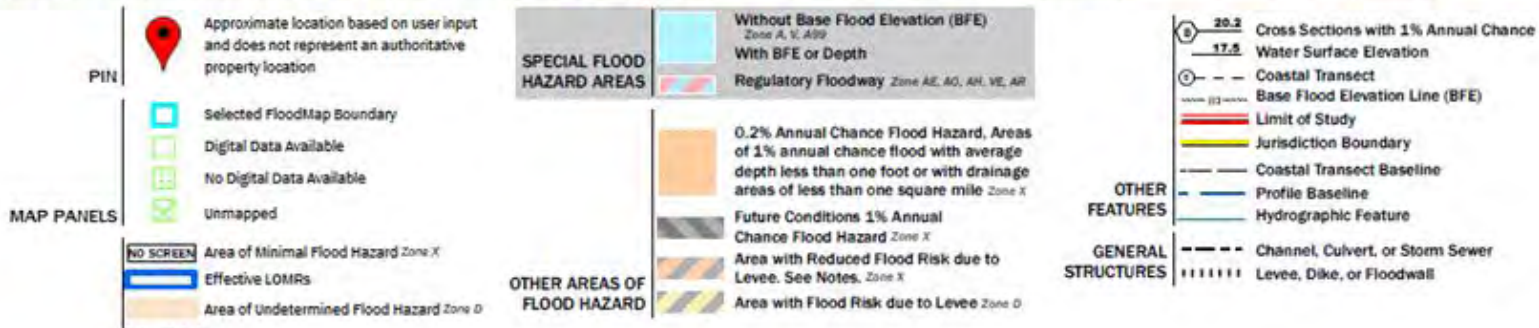 PIN
Approximate location based on user input
and does not represent an authoritative
property location
MAP PANELS
Selected FloodMap Boundary
Digital Data Available
No Digital Data Available
Unmapped
NO SCREEN Area of Minimal Flood Hazard Zone X
Effective LOMRs
Area of Undetermined Flood Hazard Zone D
SPECIAL FLOOD
HAZARD AREAS
Without Base Flood Elevation (BFE)
Zone A, V, A99
With BFE or Depth
Regulatory Floodway Zone AE, AO, AH, VE, AR
OTHER AREAS OF
FLOOD HAZARD
0.2% Annual Chance Flood Hazard, Areas
of 1% annual chance flood with average
depth less than one foot or with drainage
areas of less than one square mile Zone X
Future Conditions 1% Annual
Chance Flood Hazard Zone X
Area with Reduced Flood Risk due to
Levee. See Notes. Zone X
Area with Flood Risk due to Levee Zone D
OTHER
FEATURES
20.2 Cross Sections with 1% Annual Chance
17.5 Water Surface Elevation
Coastal Transect
Base Flood Elevation Line (BFE)
Limit of Study
Jurisdiction Boundary
Coastal Transect Baseline
Profile Baseline
Hydrographic Feature
GENERAL
STRUCTURES
Channel, Culvert, or Storm Sewer
Levee, Dike, or Floodwall